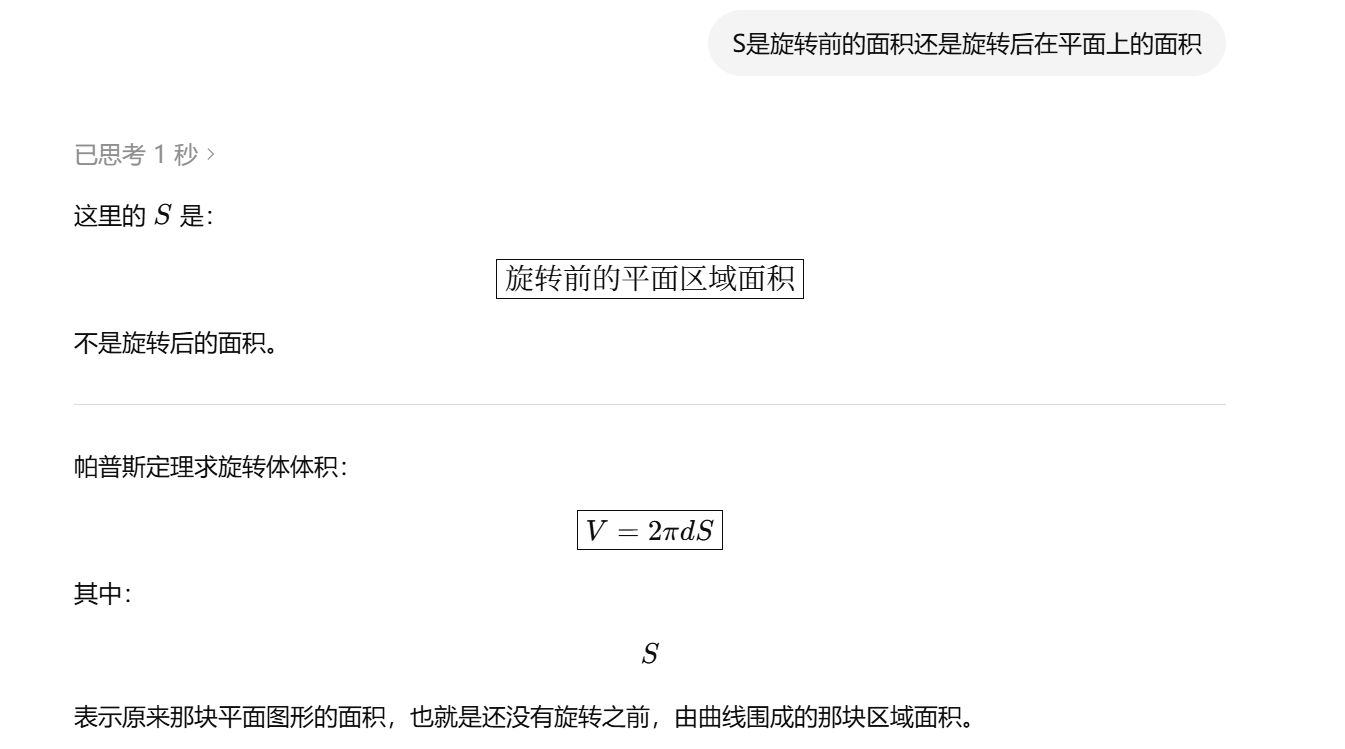 S是旋转前的面积还是旋转后在平面上的面积
已思考 1 秒 >
这里的 S 是：
旋转前的平面区域面积
不是旋转后的面积。
帕普斯定理求旋转体体积：
V = 2πdS
其中：
S
表示原来那块平面图形的面积，也就是还没有旋转之前，由曲线围成的那块区域面积。